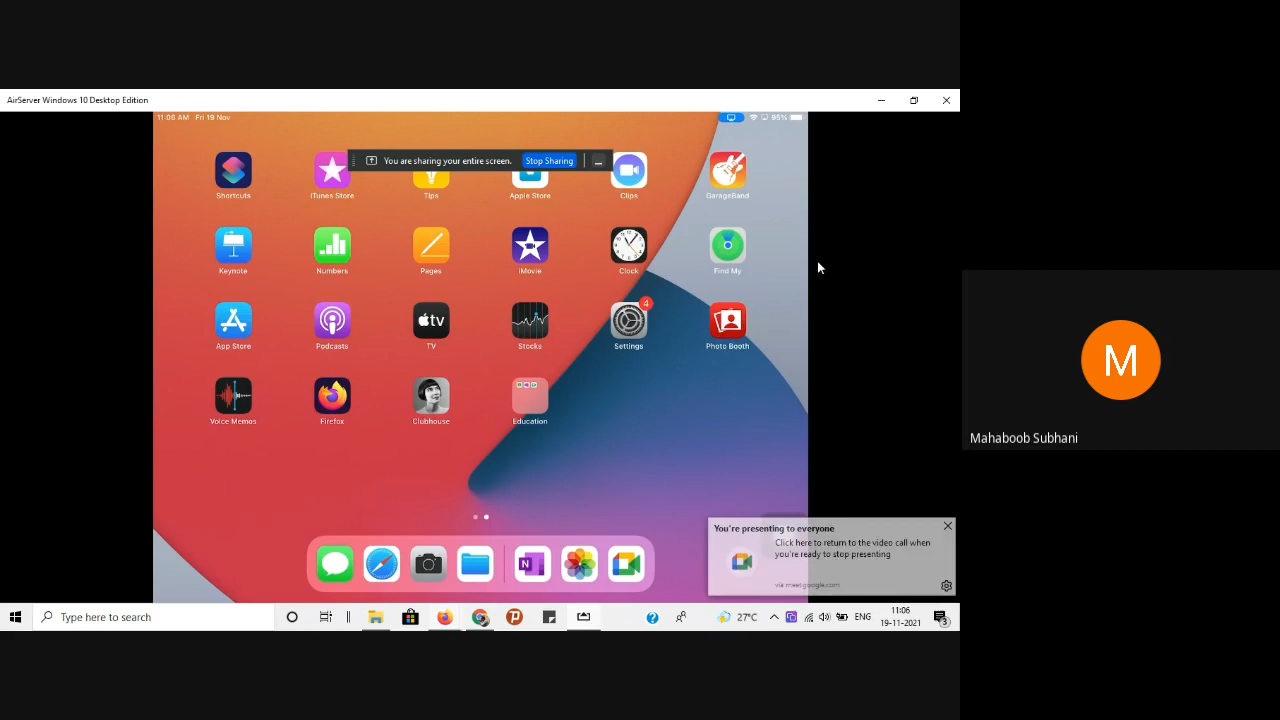 AirServer Windows 10 Desktop Edition
11:06 AM Fri 19 Nov
96%
You are sharing your entire screen. Stop Sharing
Shortcuts iTunes Store Tips Apple Store Clips GarageBand
Keynote Numbers Pages iMovie Clock Find My
tv
4
App Store Podcasts TV Stocks Settings Photo Booth
Voice Memos Firefox Clubhouse Education
M
Mahaboob Subhani
You're presenting to everyone
Click here to return to the video call when
you're ready to stop presenting
via meet.google.com
N
Type here to search
27°C ENG 11:06
19-11-2021
3